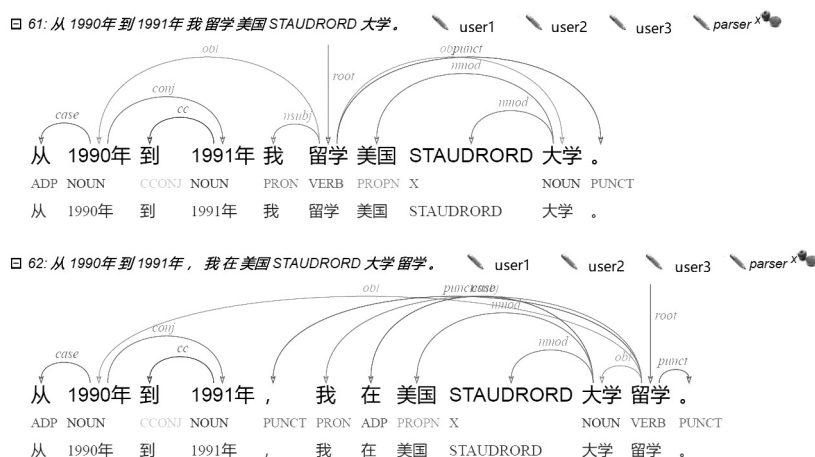 61: 从 1990年 到 1991年 我 留学 美国 STAUDRORD 大学 。 user1 user2 user3 parser x
obj punct
root
nmod
conj
case cc nsubj nmod
从 1990年 到 1991年 我 留学 美国 STAUDRORD 大学 。
ADP NOUN CCONJ NOUN PRON VERB PROPN X NOUN PUNCT
从 1990年 到 1991年 我 留学 美国 STAUDRORD 大学 。
62: 从 1990年 到 1991年 , 我 在 美国 STAUDRORD 大学 留学 。 user1 user2 user3 parser x
obj punct case
nmod root
conj
case cc nmod obj punct
从 1990年 到 1991年 , 我 在 美国 STAUDRORD 大学 留学 。
ADP NOUN CCONJ NOUN PUNCT PRON ADP PROPN X NOUN VERB PUNCT
从 1990年 到 1991年 , 我 在 美国 STAUDRORD 大学 留学 。